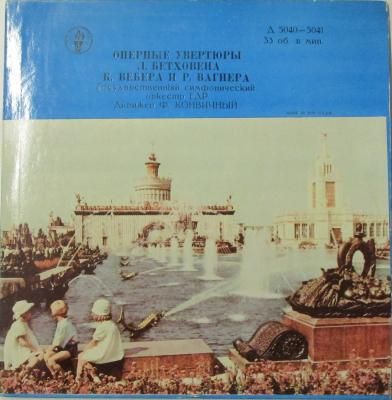 Д 5040—5041
33 об. в мин.
ОПЕРНЫЕ УВЕРТЮРЫ
Л. БЕТХОВЕНА
К. ВЕБЕРА И Р. ВАГНЕРА
Государственный симфонический
оркестр ГДР
Дирижер Ф. КОНВИЧНЫЙ